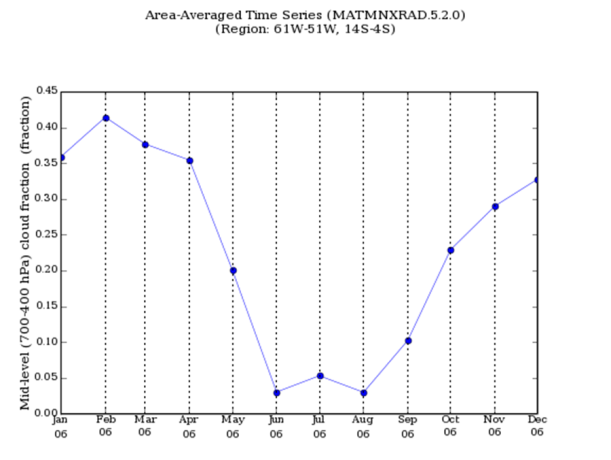 Area-Averaged Time Series (MATMNXRAD.5.2.0)
(Region: 61W-51W, 14S-4S)
Mid-level (700-400 hPa) cloud fraction (fraction)
0.45
0.40
0.35
0.30
0.25
0.20
0.15
0.10
0.05
0.00
Jan Feb Mar Apr May Jun Jul Aug Sep Oct Nov Dec
06 06 06 06 06 06 06 06 06 06 06 06